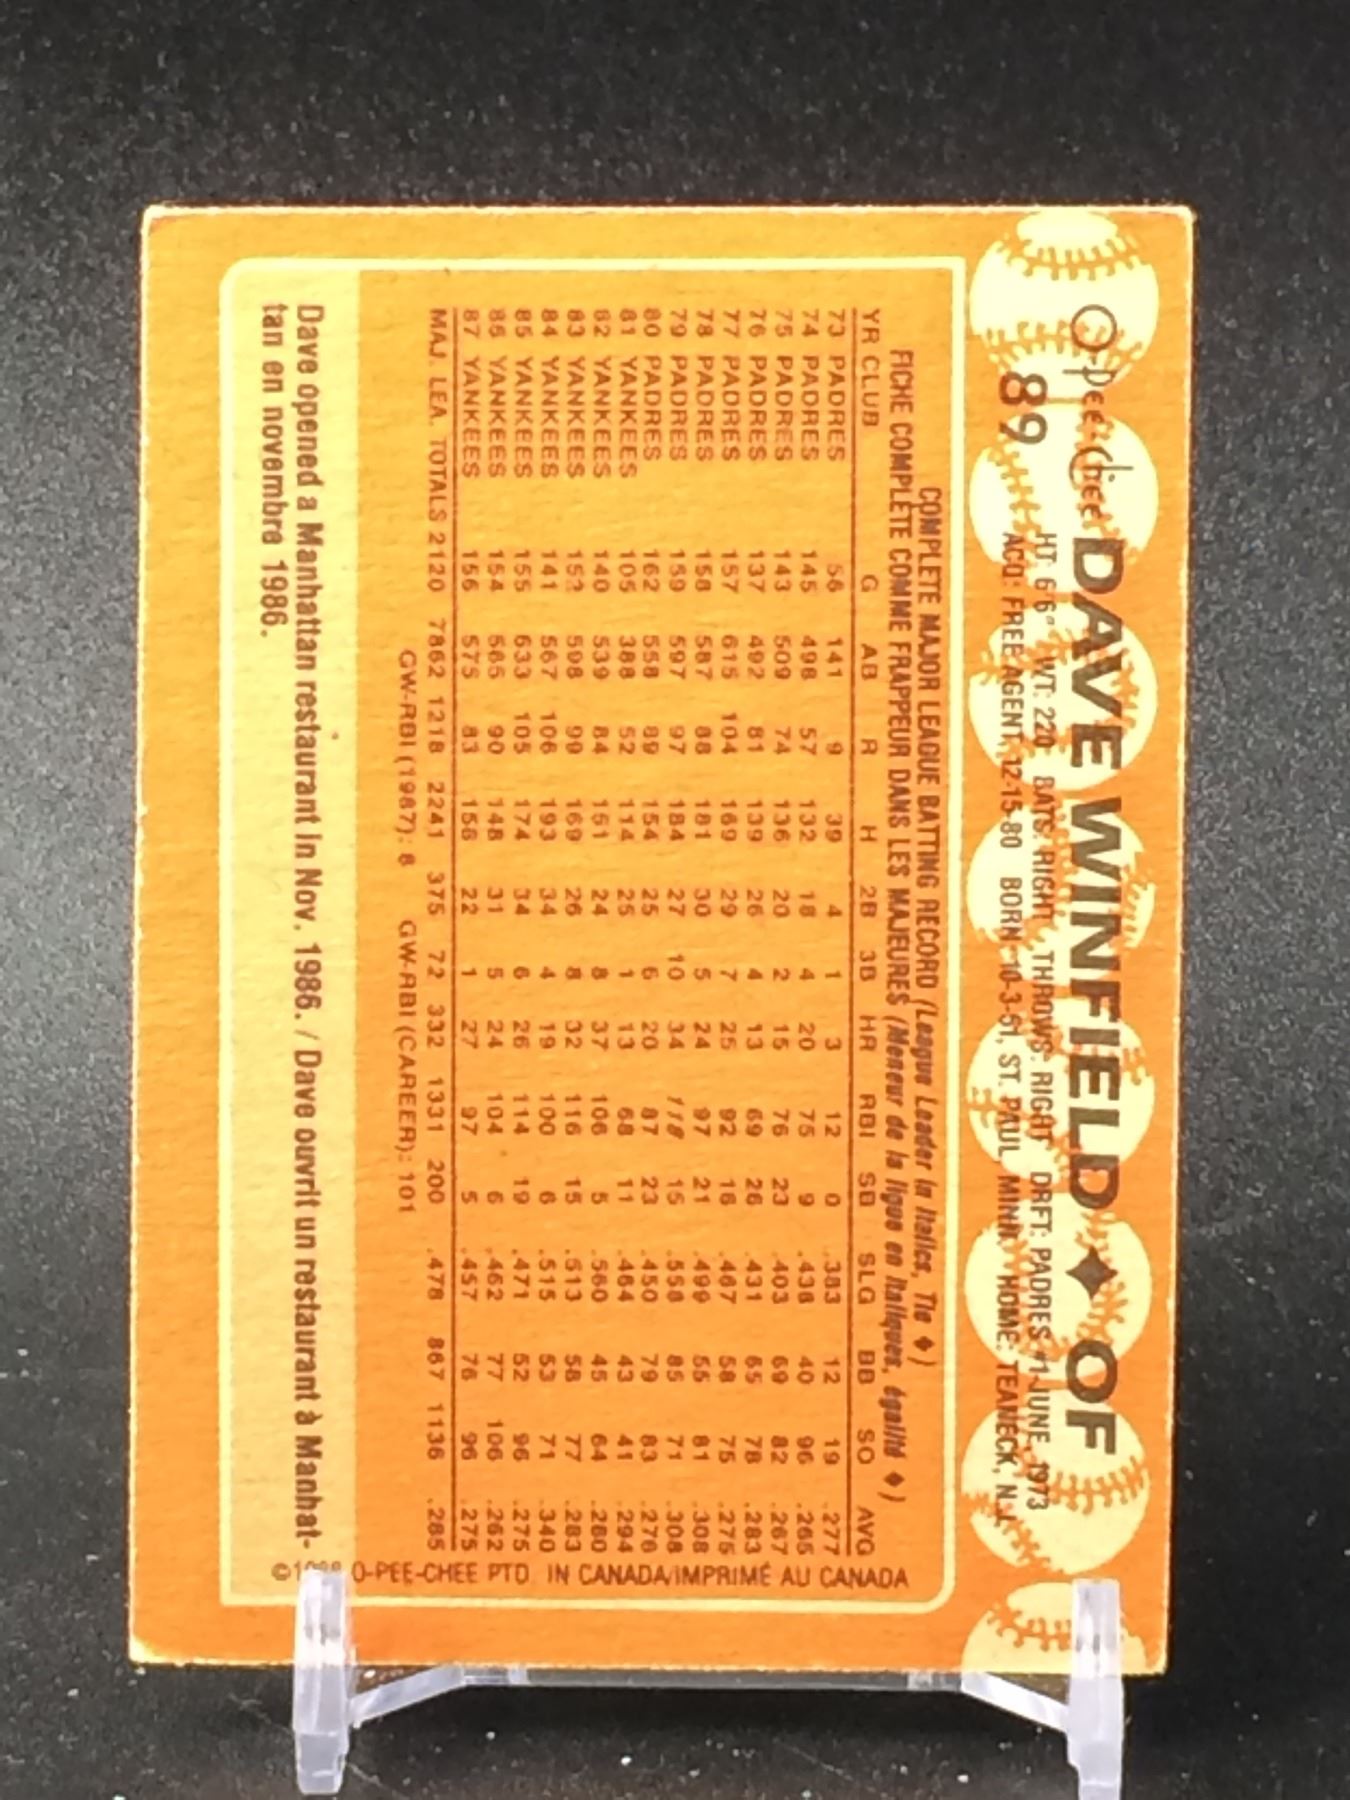 O-Pee-Chee
89
DAVE WINFIELD ♦ OF
HT: 6'6" WT: 220 BATS: RIGHT THROWS: RIGHT DRFT: PADRES #1-JUNE, 1973
ACQ: FREE AGENT, 12-15-80 BORN 10-3-51, ST. PAUL, MINN. HOME: TEANECK, N.J.
COMPLETE MAJOR LEAGUE BATTING RECORD (League Leader in Italics, Tie ♦)
FICHE COMPLÈTE COMME FRAPPEUR DANS LES MAJEURES (Meneur de la ligue en italiques, égalité ♦)
YR CLUB G AB R H 2B 3B HR RBI SB SLG BB SO AVG
73 PADRES 56 141 9 39 4 1 3 12 0 .383 12 19 .277
74 PADRES 145 498 57 132 18 4 20 75 9 .438 40 96 .265
75 PADRES 143 509 74 136 20 2 15 76 23 .403 69 82 .267
76 PADRES 137 492 81 139 26 4 13 69 26 .431 65 78 .283
77 PADRES 157 615 104 169 29 7 25 92 16 .467 58 75 .275
78 PADRES 158 587 88 181 30 5 24 97 21 .499 55 81 .308
79 PADRES 159 597 97 184 27 10 34 118 15 .558 85 71 .308
80 PADRES 162 558 89 154 25 6 20 87 23 .450 79 83 .276
81 YANKEES 105 388 52 114 25 1 13 68 11 .464 43 41 .294
82 YANKEES 140 539 84 151 24 8 37 106 5 .560 45 64 .280
83 YANKEES 152 598 99 169 26 8 32 116 15 .513 58 77 .283
84 YANKEES 141 567 106 193 34 4 19 100 6 .515 53 71 .340
85 YANKEES 155 633 105 174 34 6 26 114 19 .471 52 96 .275
86 YANKEES 154 565 90 148 31 5 24 104 6 .462 77 106 .262
87 YANKEES 156 575 83 158 22 1 27 97 5 .457 76 96 .275
MAJ. LEA. TOTALS 2120 7862 1218 2241 375 72 332 1331 200 .478 867 1136 .285
GW-RBI (1987): 8 GW-RBI (CAREER): 101
Dave opened a Manhattan restaurant in Nov. 1986. / Dave ouvrit un restaurant à Manhat-
tan en novembre 1986.
O-PEE-CHEE PTD. IN CANADA/IMPRIMÉ AU CANADA